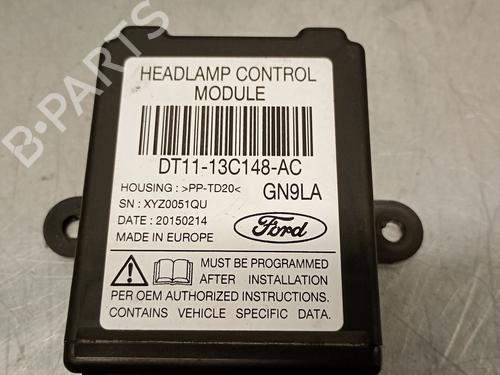 HEADLAMP CONTROL
MODULE
DT11-13C148-AC
HOUSING : >PP-TD20< GN9LA
SN : XYZ0051QU
DATE : 20150214
MADE IN EUROPE
Ford
MUST BE PROGRAMMED
AFTER INSTALLATION
PER OEM AUTHORIZED INSTRUCTIONS.
CONTAINS VEHICLE SPECIFIC DATA.
B-PARTS